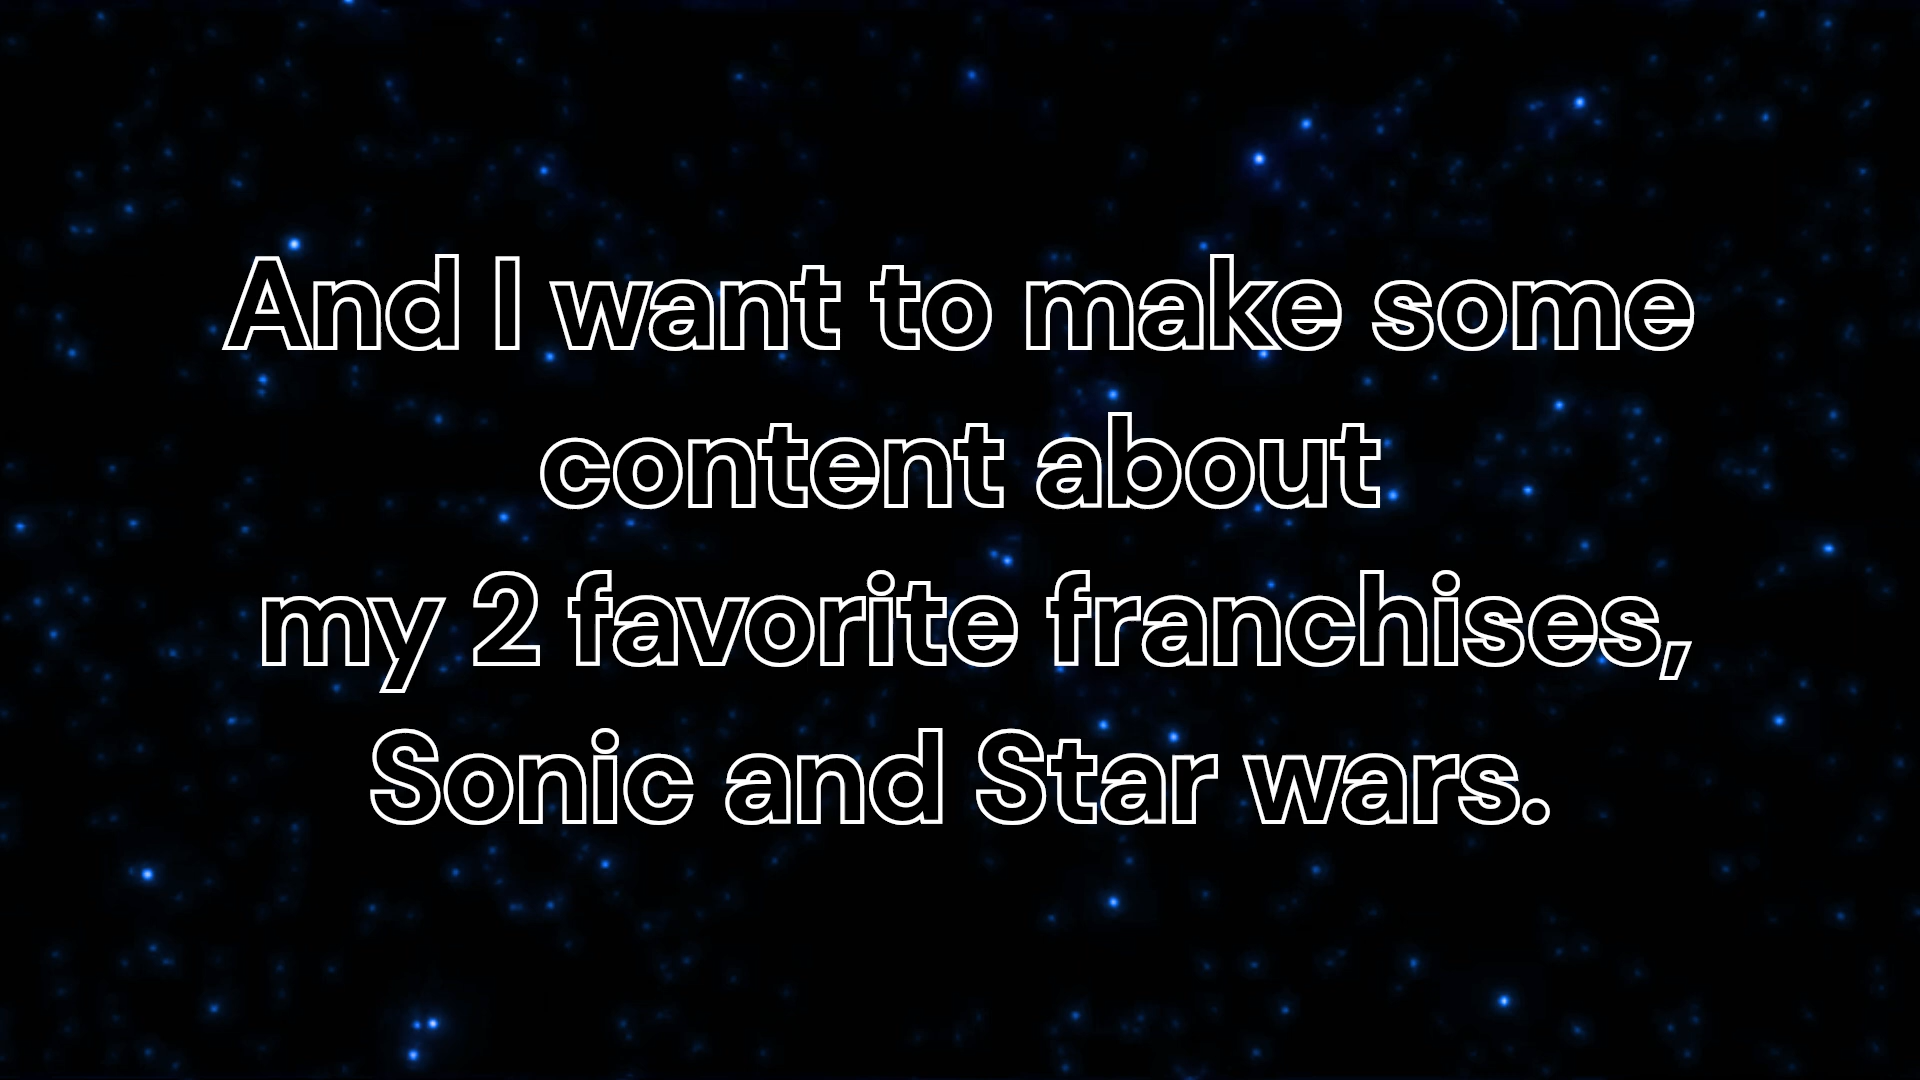 And I want to make some
content about
my 2 favorite franchises,
Sonic and Star wars.